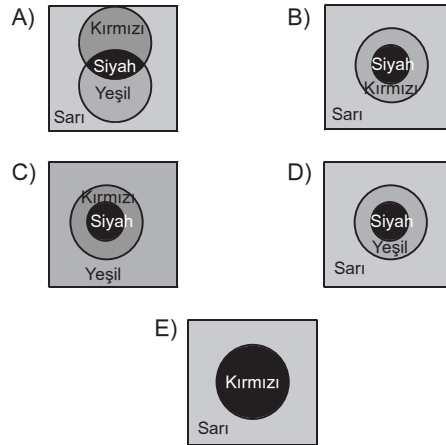 A)
Kırmızı
Siyah
Yeşil
Sarı
B)
Siyah
Kırmızı
Sarı
C)
Kırmızı
Siyah
Yeşil
D)
Siyah
Yeşil
Sarı
E)
Kırmızı
Sarı